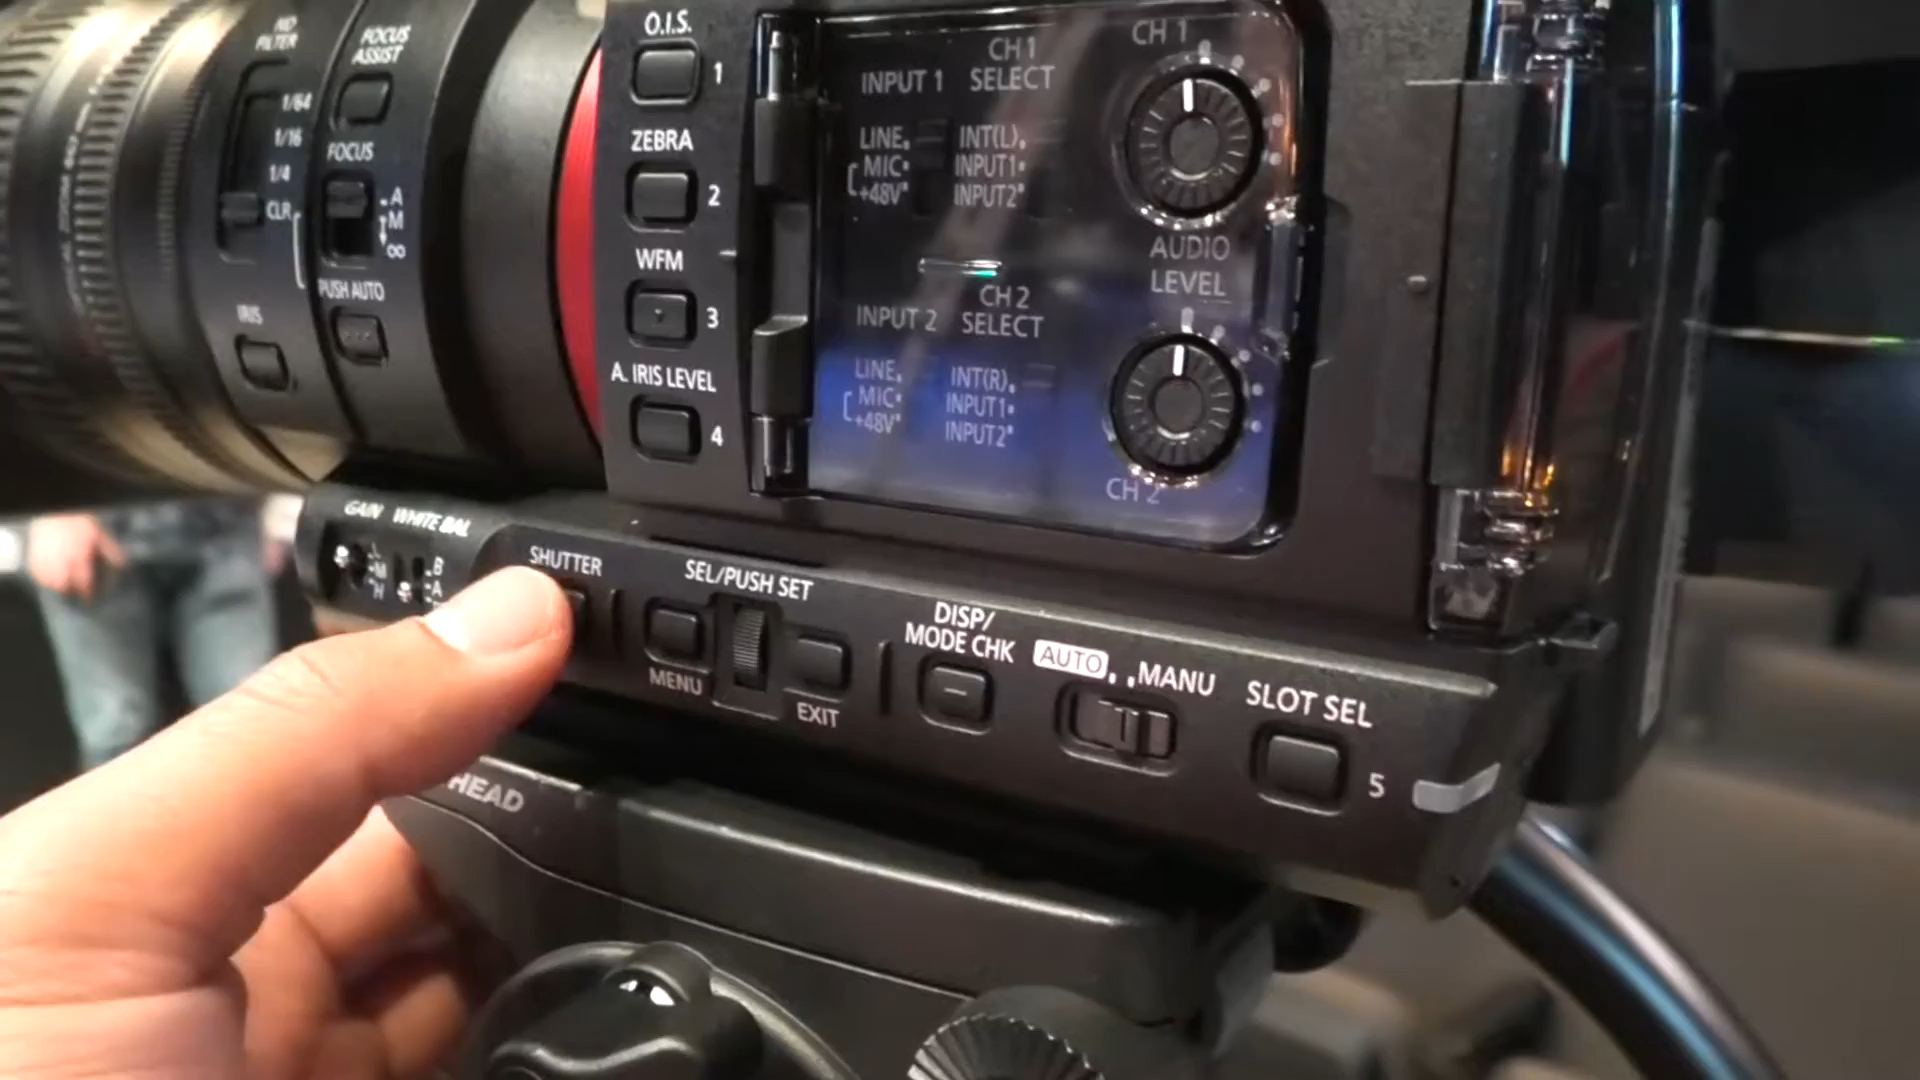 ND
FILTER
1/64
1/16
1/4
CLR
FOCUS
ASSIST
FOCUS
A
M
∞
PUSH AUTO
IRIS
O.I.S.
1
ZEBRA
2
WFM
3
A. IRIS LEVEL
4
INPUT 1
CH 1
SELECT
LINE
MIC
+48V
INT(L)
INPUT1
INPUT2
CH 1
AUDIO
LEVEL
INPUT 2
CH 2
SELECT
LINE
MIC
+48V
INT(R)
INPUT1
INPUT2
CH 2
GAIN
L
M
H
WHITE BAL
B
A
SHUTTER
SEL/PUSH SET
MENU
EXIT
DISP/
MODE CHK
AUTO
MANU
SLOT SEL
5
HEAD